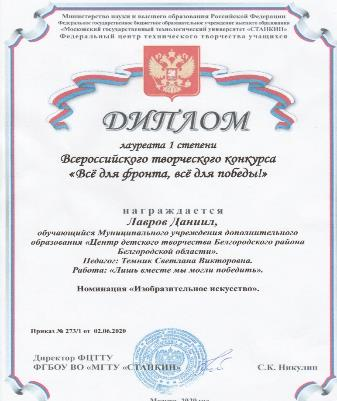 Министерство науки и высшего образования Российской Федерации
Федеральное государственное бюджетное образовательное учреждение высшего образования
«Московский государственный технологический университет «СТАНКИН»
Федеральный центр технического творчества учащихся
ДИПЛОМ
лауреата 1 степени
Всероссийского творческого конкурса
«Всё для фронта, всё для победы!»
награждается
Лавров Даниил,
обучающийся Муниципального учреждения дополнительного
образования «Центр детского творчества Белгородского района
Белгородской области».
Педагог: Темник Светлана Викторовна.
Работа: «Лишь вместе мы могли победить».
Номинация «Изобразительное искусство».
Приказ № 273/1 от 02.06.2020
Директор ФЦТТУ
ФГБОУ ВО «МГТУ «СТАНКИН»
С.К. Никулин
Москва, 2020 год